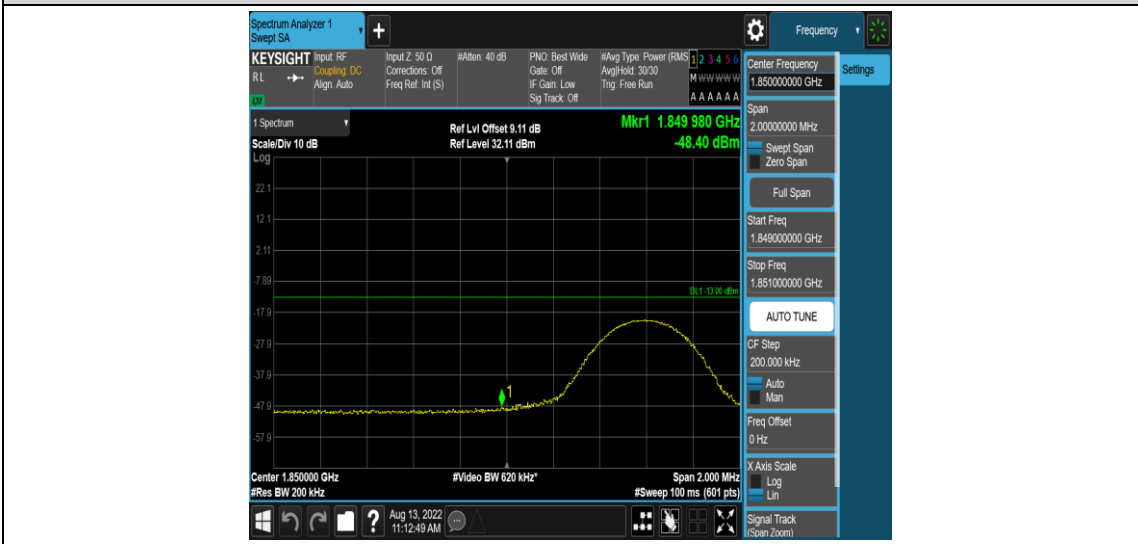 Spectrum Analyzer 1
Swept SA
+
Frequency
KEYSIGHT
RL
LXI
Input: RF
Coupling: DC
Align: Auto
Input Z: 50 Ω
Corrections: Off
Freq Ref: Int (S)
#Atten: 40 dB
PNO: Best Wide
Gate: Off
IF Gain: Low
Sig Track: Off
#Avg Type: Power (RMS
Avg|Hold: 30/30
Trig: Free Run
1 2 3 4 5 6
M W W W W W
A A A A A A
1 Spectrum
Scale/Div 10 dB
Log
Ref Lvl Offset 9.11 dB
Ref Level 32.11 dBm
Mkr1 1.849 980 GHz
-48.40 dBm
22.1
12.1
2.11
-7.89
DL1 -13.00 dBm
-17.9
-27.9
-37.9
1
-47.9
-57.9
Center 1.850000 GHz
#Res BW 200 kHz
#Video BW 620 kHz*
Span 2.000 MHz
#Sweep 100 ms (601 pts)
Center Frequency
1.850000000 GHz
Settings
Span
2.00000000 MHz
Swept Span
Zero Span
Full Span
Start Freq
1.849000000 GHz
Stop Freq
1.851000000 GHz
AUTO TUNE
CF Step
200.000 kHz
Auto
Man
Freq Offset
0 Hz
X Axis Scale
Log
Lin
Signal Track
(Span Zoom)
?
Aug 13, 2022
11:12:49 AM